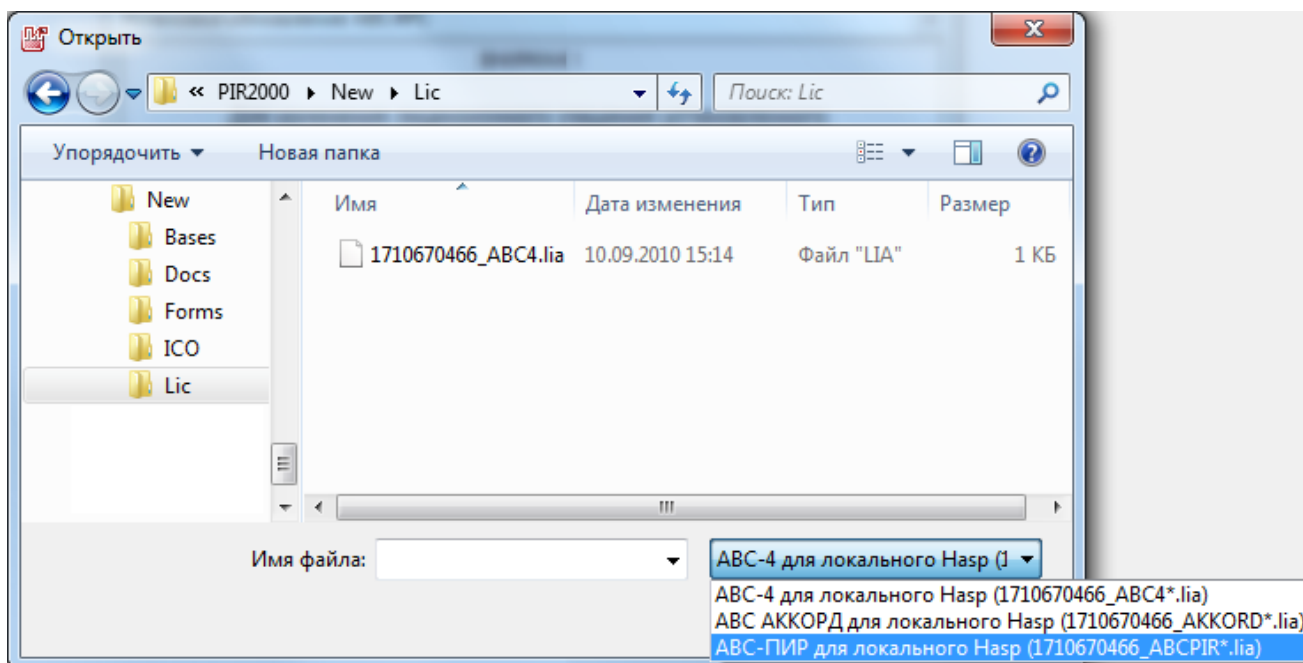 Открыть
« PIR2000 ▸ New ▸ Lic
Поиск: Lic
Упорядочить ▼ Новая папка
New
Bases
Docs
Forms
ICO
Lic
Имя Дата изменения Тип Размер
1710670466_ABC4.lia 10.09.2010 15:14 Файл "LIA" 1 КБ
Имя файла:
АВС-4 для локального Hasp (1
АВС-4 для локального Hasp (1710670466_ABC4*.lia)
АВС АККОРД для локального Hasp (1710670466_AKKORD*.lia)
АВС-ПИР для локального Hasp (1710670466_ABCPIR*.lia)